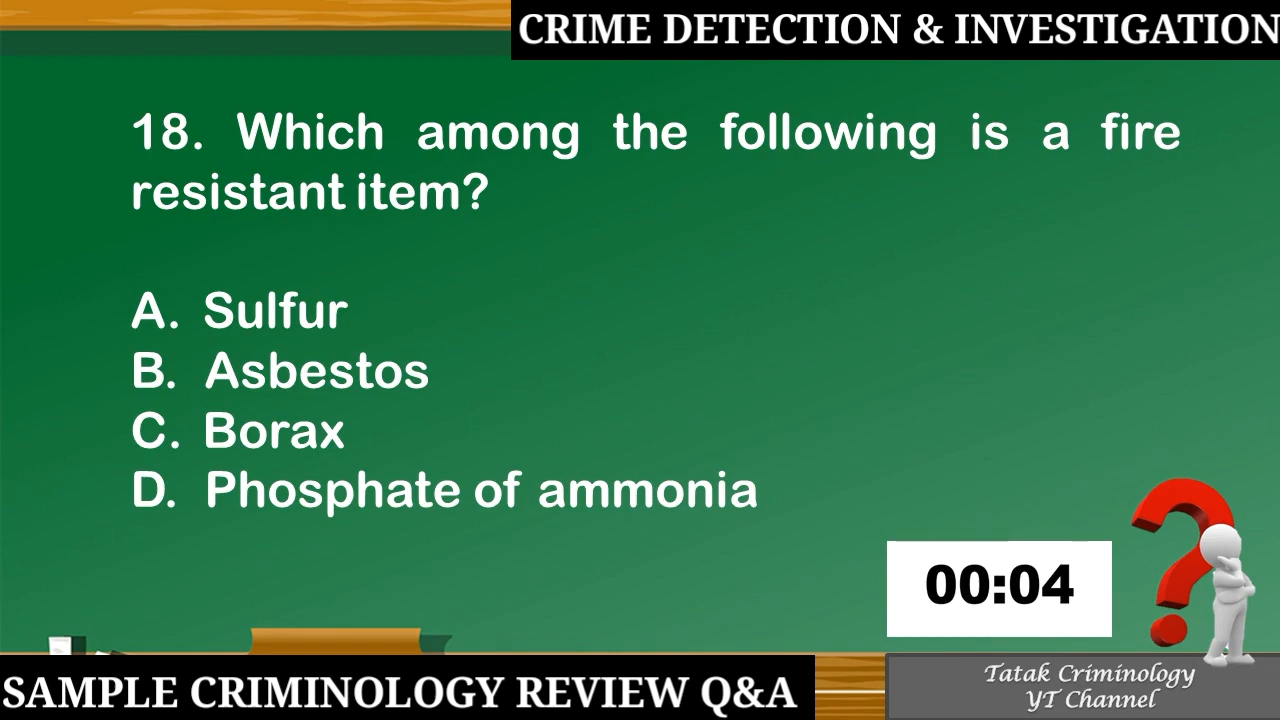 CRIME DETECTION & INVESTIGATION
18. Which among the following is a fire
resistant item?
A. Sulfur
B. Asbestos
C. Borax
D. Phosphate of ammonia
00:04
SAMPLE CRIMINOLOGY REVIEW Q&A
Tatak Criminology
YT Channel